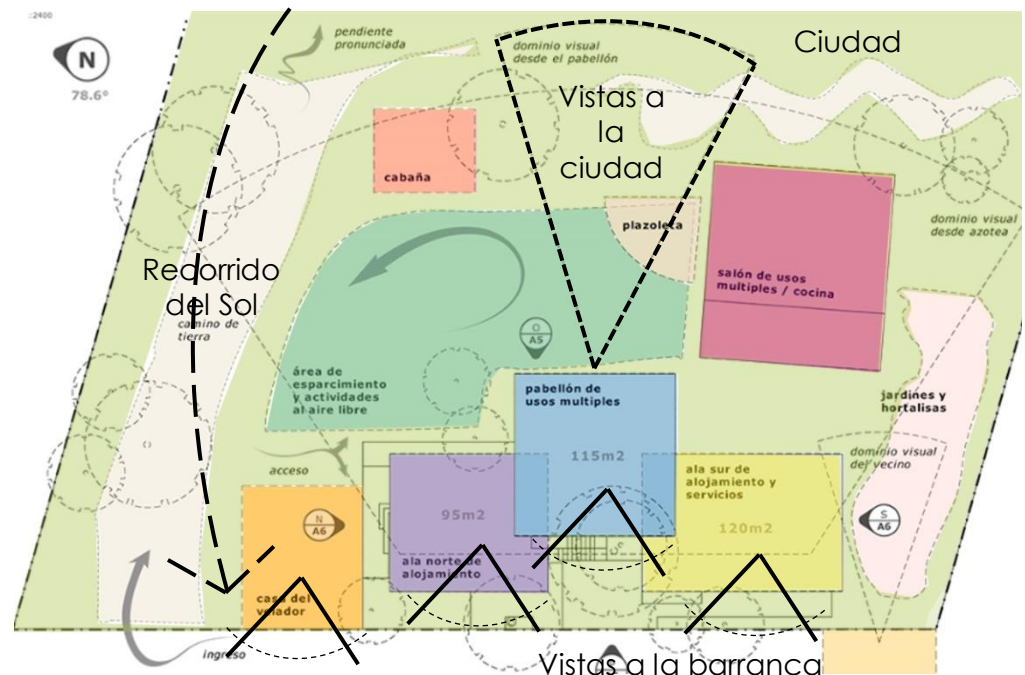 :2400
N
78.6°
pendiente
pronunciada
dominio visual
desde el pabellón
Ciudad
Vistas a
la
ciudad
cabaña
plazoleta
dominio visual
desde azotea
Recorrido
del Sol
camino de
tierra
salón de usos
multiples / cocina
O
A5
área de
esparcimiento
y actividades
al aire libre
pabellón de
usos multiples
115m2
jardines y
hortalisas
dominio visual
del vecino
acceso
ala sur de
alojamiento y
servicios
120m2
95m2
N
A6
S
A6
ala norte de
alojamiento
casa del
velador
ingreso
Vistas a la barranca